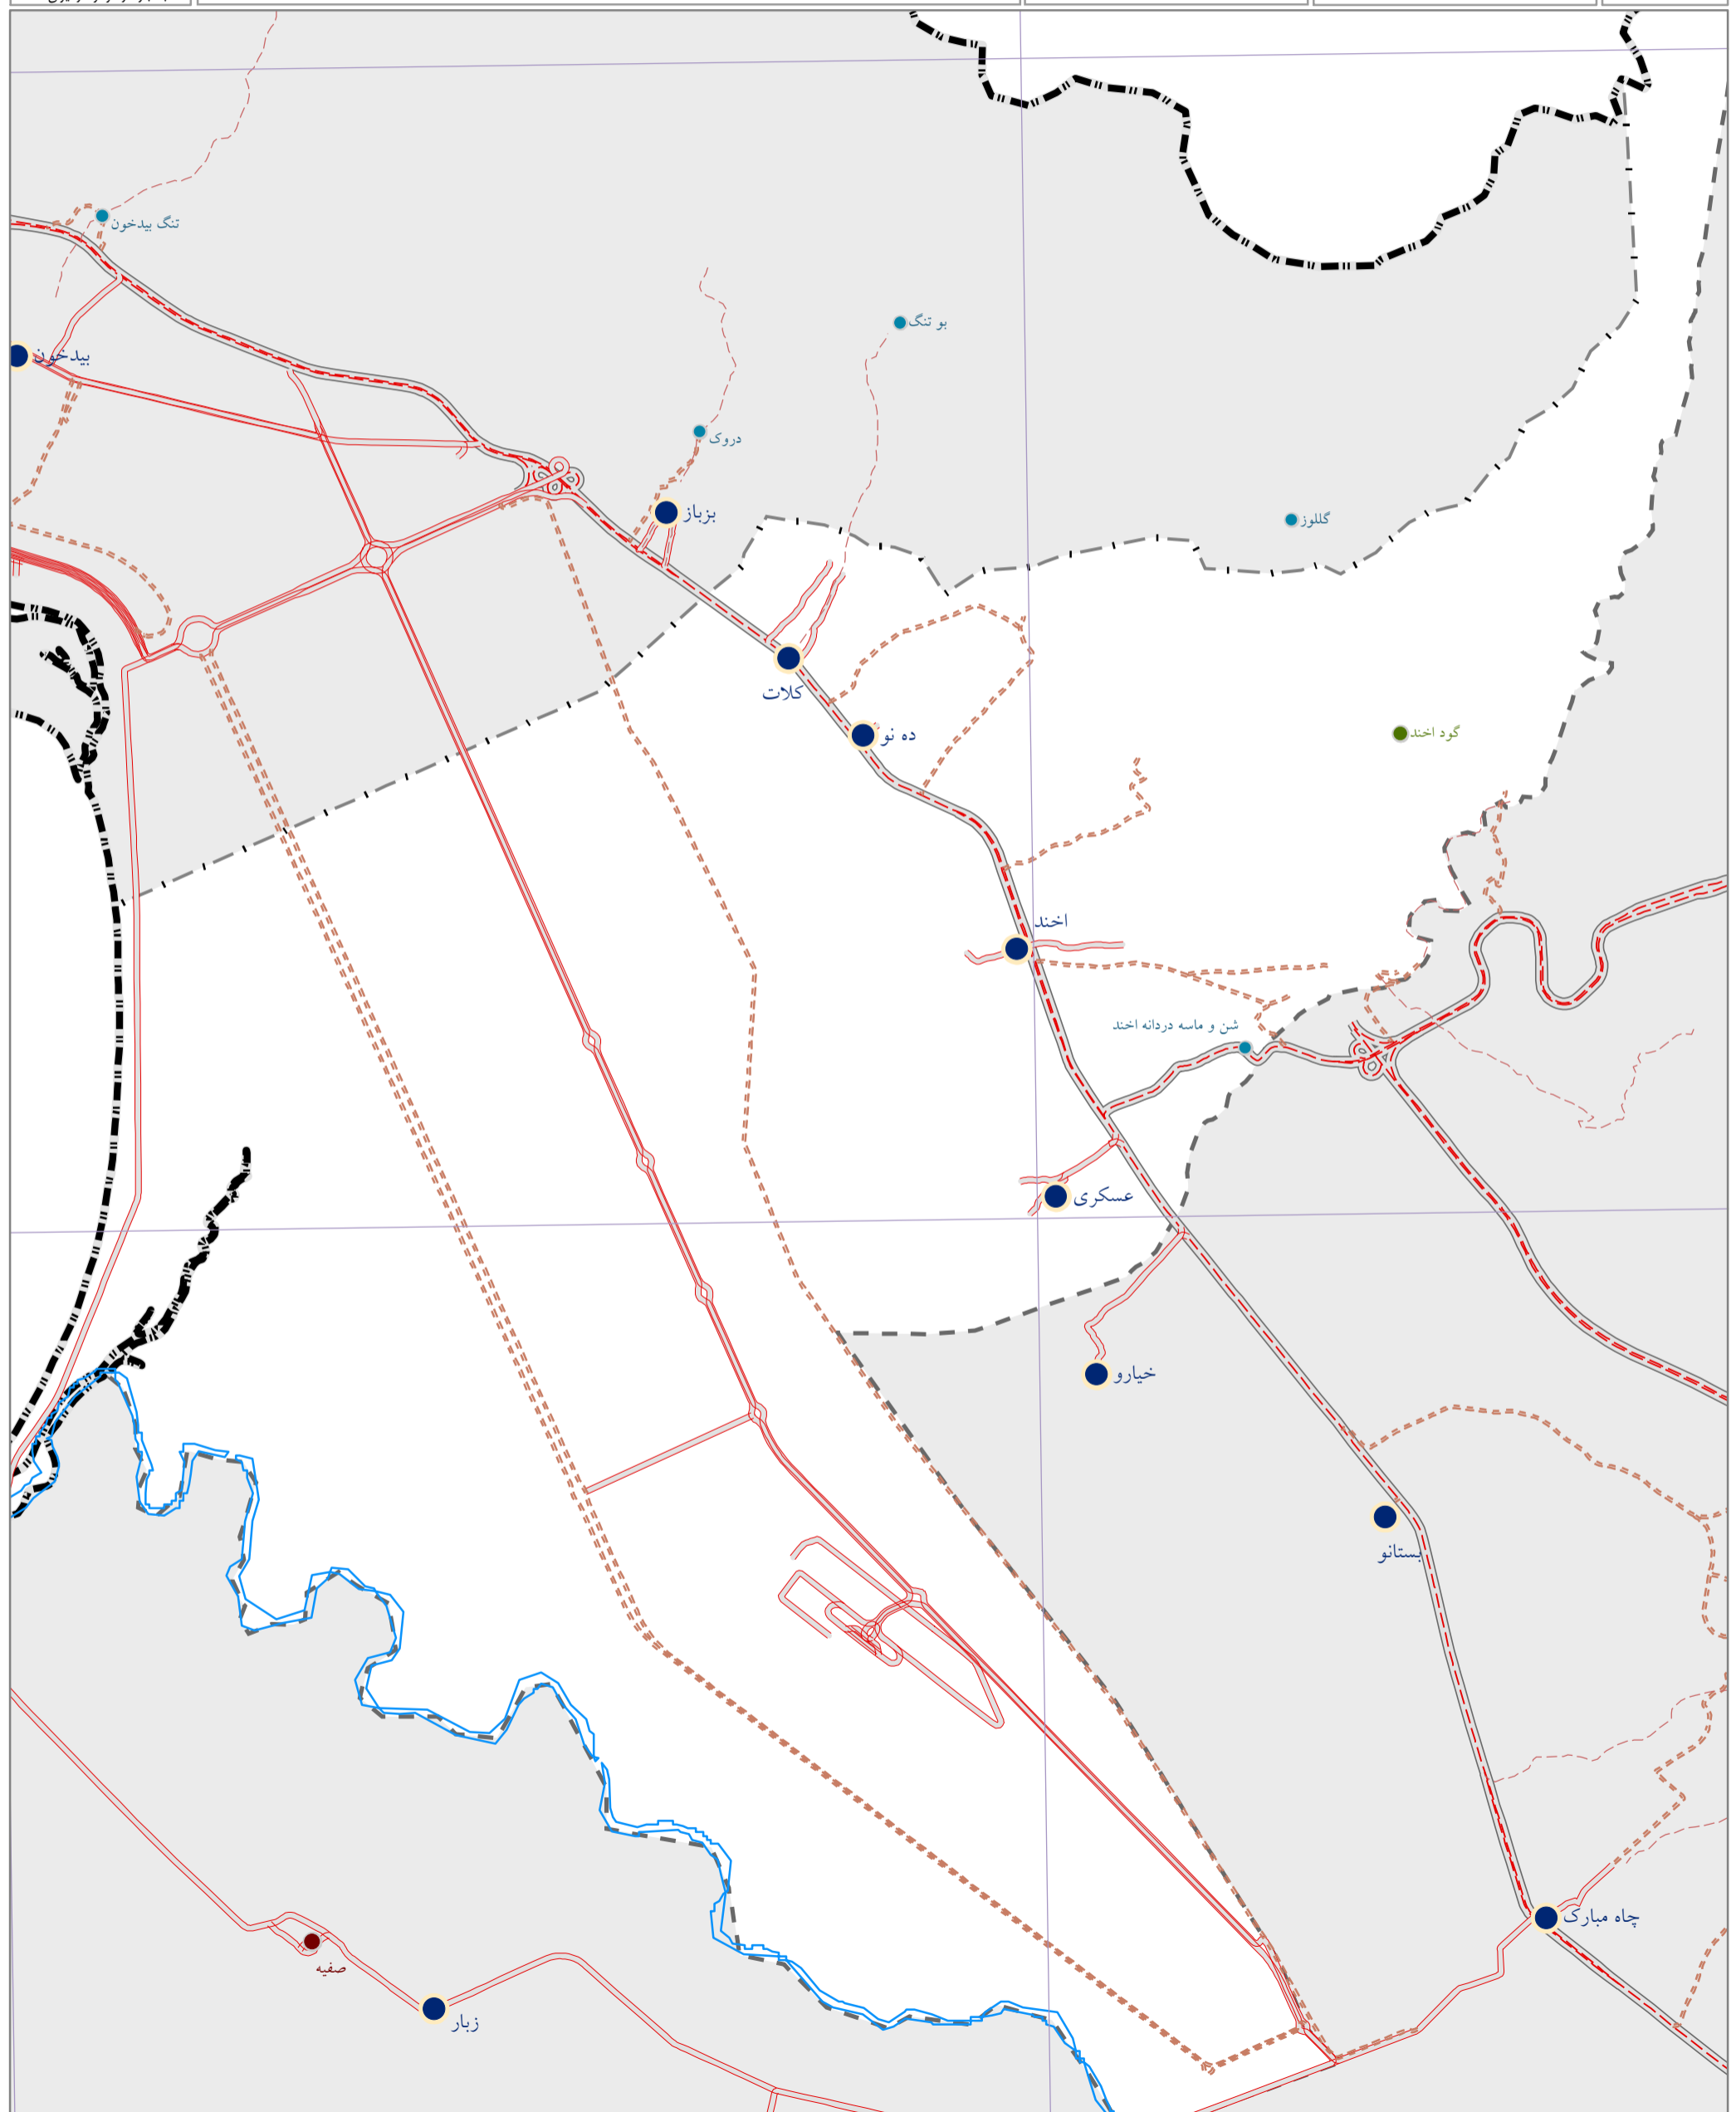 تنگ بیدخون
بو تنگ
بیدخون
دروک
بزباز
گللوز
کلات
ده نو
گود اخند
اخند
شن و ماسه دردانه اخند
عسکری
خیارو
بستانو
چاه مبارک
صفیه
زبار